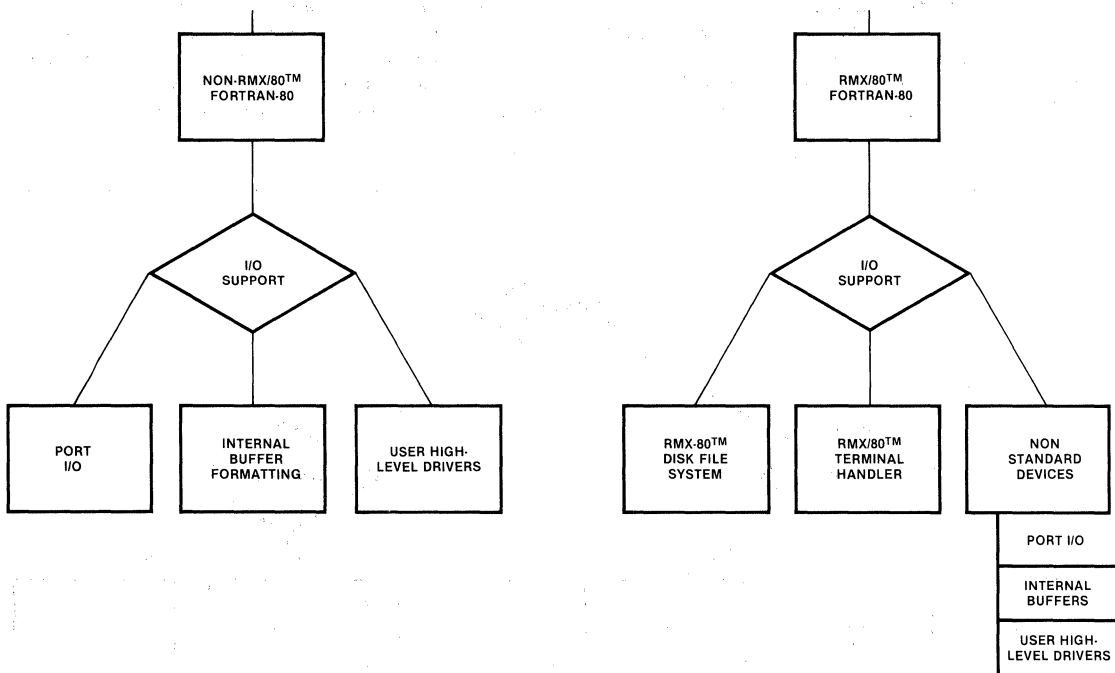 NON-RMX/80™
FORTRAN-80
I/O
SUPPORT
PORT
I/O
INTERNAL
BUFFER
FORMATTING
USER HIGH-
LEVEL DRIVERS
RMX/80™
FORTRAN-80
I/O
SUPPORT
RMX-80™
DISK FILE
SYSTEM
RMX/80™
TERMINAL
HANDLER
NON
STANDARD
DEVICES
PORT I/O
INTERNAL
BUFFERS
USER HIGH-
LEVEL DRIVERS